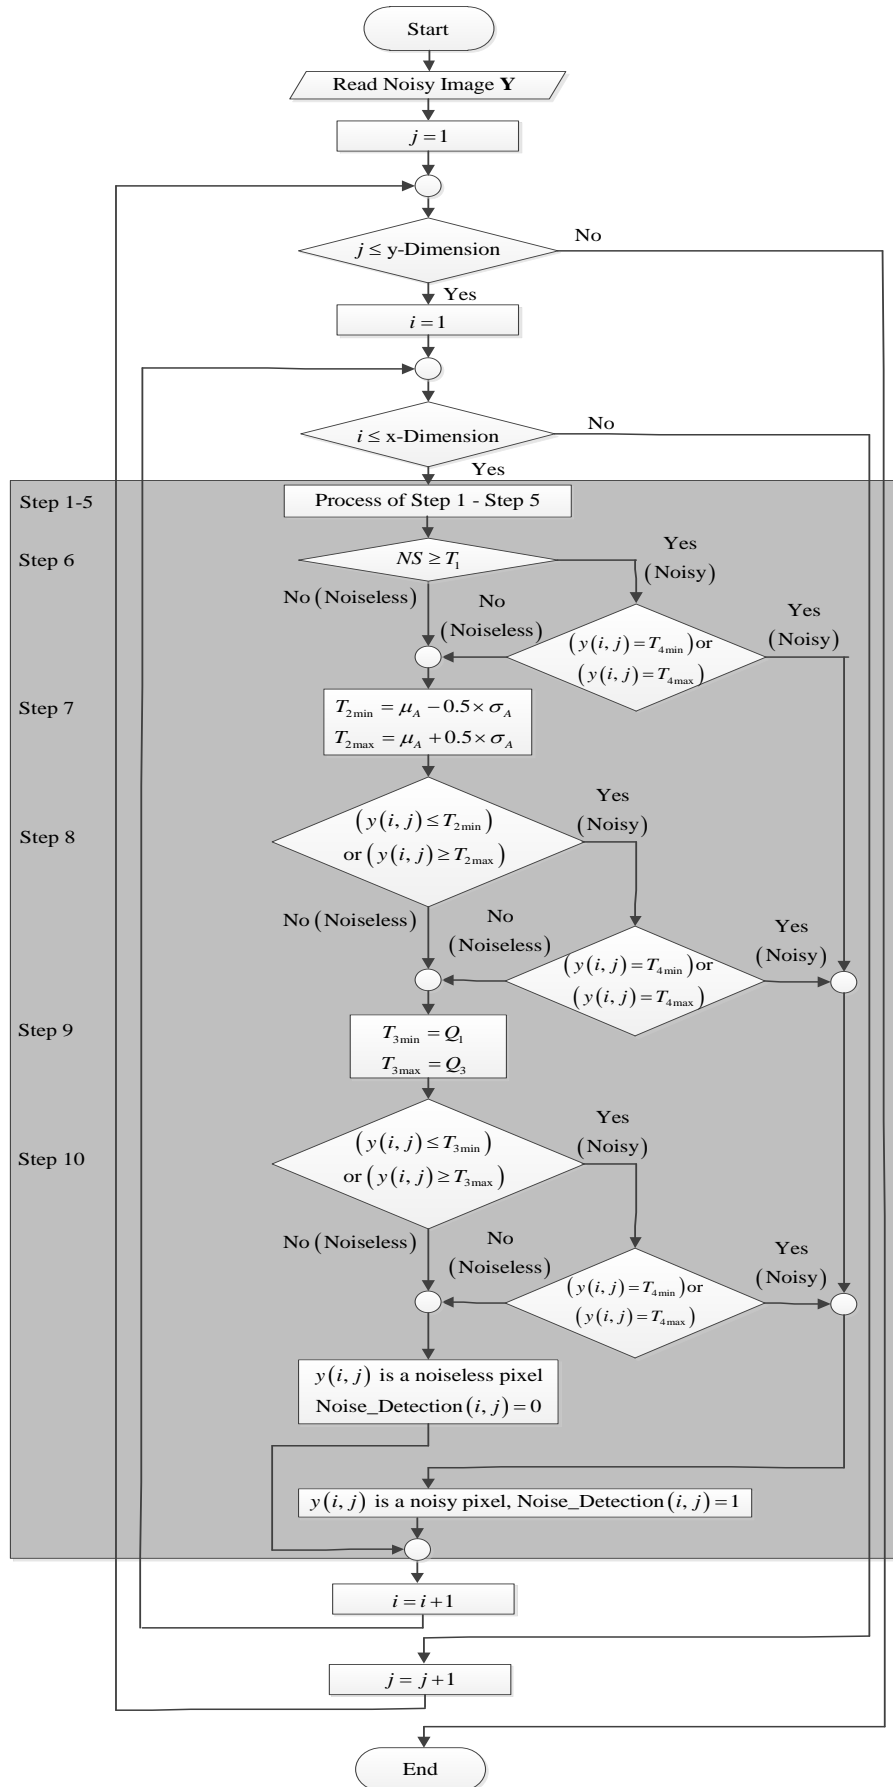 Start
Read Noisy Image Y
j = 1
j ≤ y-Dimension
No
Yes
i = 1
i ≤ x-Dimension
No
Yes
Step 1-5
Process of Step 1 - Step 5
Step 6
NS ≥ T₁
Yes
(Noisy)
No (Noiseless)
No
(Noiseless)
(y(i, j) = T₄min) or
(y(i, j) = T₄max)
Yes
(Noisy)
Step 7
T₂min = μ_A − 0.5 × σ_A
T₂max = μ_A + 0.5 × σ_A
Step 8
(y(i, j) ≤ T₂min)
or (y(i, j) ≥ T₂max)
Yes
(Noisy)
No (Noiseless)
No
(Noiseless)
(y(i, j) = T₄min) or
(y(i, j) = T₄max)
Yes
(Noisy)
Step 9
T₃min = Q₁
T₃max = Q₃
Step 10
(y(i, j) ≤ T₃min)
or (y(i, j) ≥ T₃max)
Yes
(Noisy)
No (Noiseless)
No
(Noiseless)
(y(i, j) = T₄min) or
(y(i, j) = T₄max)
Yes
(Noisy)
y(i, j) is a noiseless pixel
Noise_Detection(i, j) = 0
y(i, j) is a noisy pixel, Noise_Detection(i, j) = 1
i = i + 1
j = j + 1
End